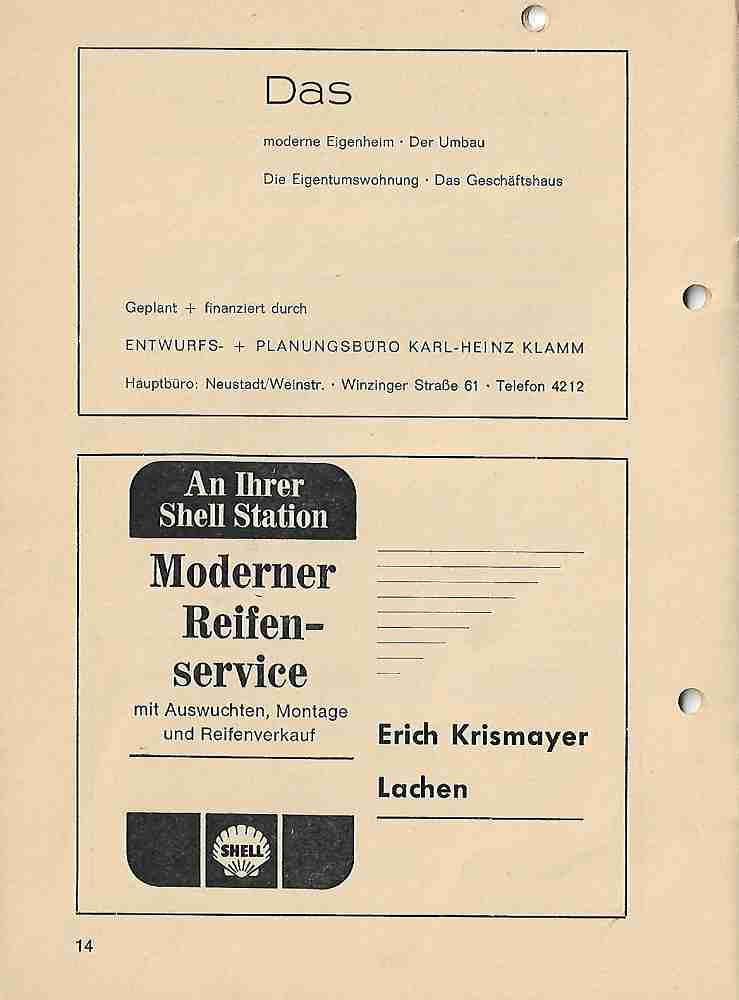 Das
moderne Eigenheim · Der Umbau
Die Eigentumswohnung · Das Geschäftshaus
Geplant + finanziert durch
ENTWURFS- + PLANUNGSBÜRO KARL-HEINZ KLAMM
Hauptbüro: Neustadt/Weinstr. · Winzinger Straße 61 · Telefon 4212
An Ihrer
Shell Station
Moderner
Reifen-
service
mit Auswuchten, Montage
und Reifenverkauf
SHELL
Erich Krismayer
Lachen
14